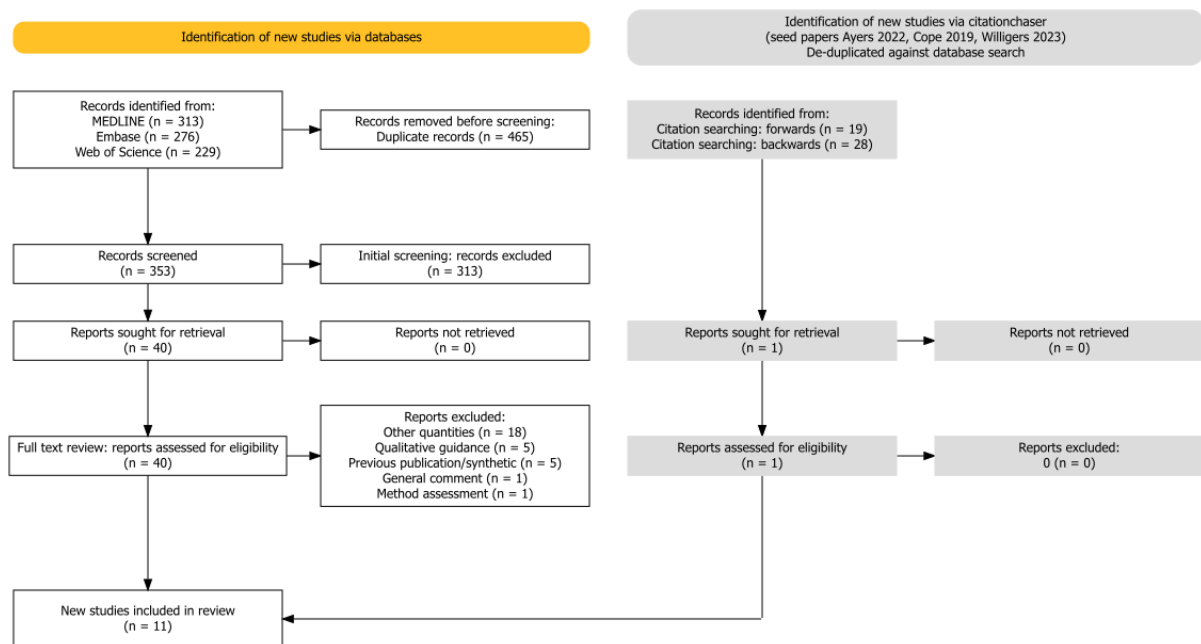 Identification of new studies via databases
Identification of new studies via citationchaser
(seed papers Ayers 2022, Cope 2019, Willigers 2023)
De-duplicated against database search
Records identified from:
MEDLINE (n = 313)
Embase (n = 276)
Web of Science (n = 229)
Records removed before screening:
Duplicate records (n = 465)
Records identified from:
Citation searching: forwards (n = 19)
Citation searching: backwards (n = 28)
Records screened
(n = 353)
Initial screening: records excluded
(n = 313)
Reports sought for retrieval
(n = 40)
Reports not retrieved
(n = 0)
Reports sought for retrieval
(n = 1)
Reports not retrieved
(n = 0)
Full text review: reports assessed for eligibility
(n = 40)
Reports excluded:
Other quantities (n = 18)
Qualitative guidance (n = 5)
Previous publication/synthetic (n = 5)
General comment (n = 1)
Method assessment (n = 1)
Reports assessed for eligibility
(n = 1)
Reports excluded:
0 (n = 0)
New studies included in review
(n = 11)